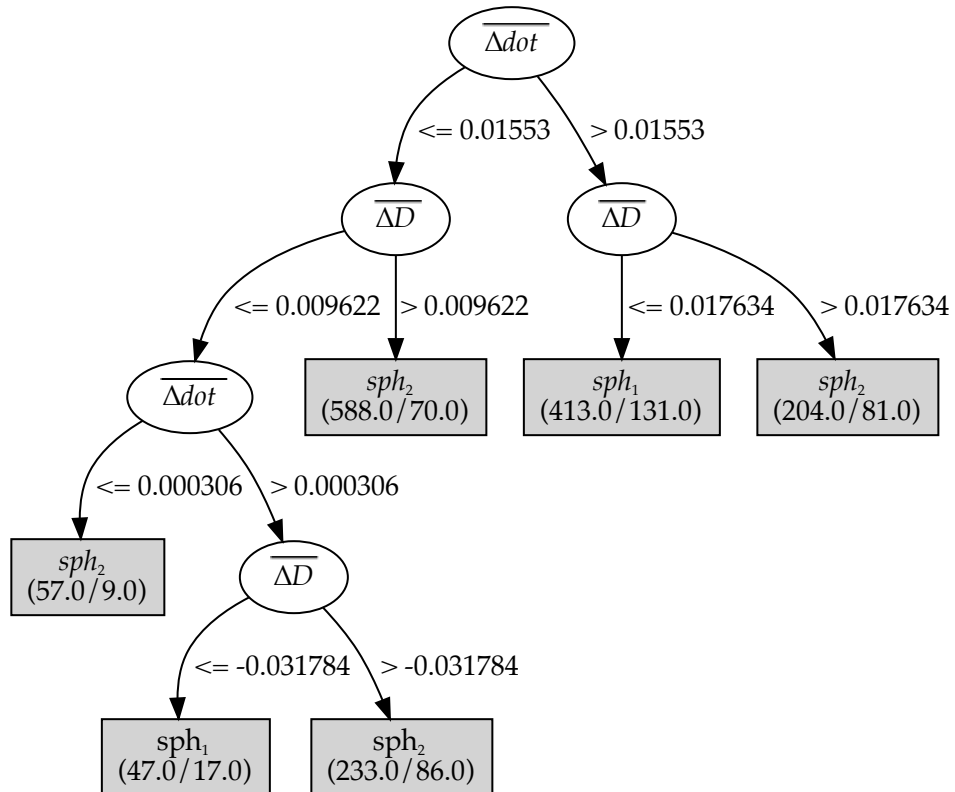 Δdot
<= 0.01553
> 0.01553
ΔD
ΔD
<= 0.009622
> 0.009622
<= 0.017634
> 0.017634
Δdot
sph₂
(588.0/70.0)
sph₁
(413.0/131.0)
sph₂
(204.0/81.0)
<= 0.000306
> 0.000306
sph₂
(57.0/9.0)
ΔD
<= -0.031784
> -0.031784
sph₁
(47.0/17.0)
sph₂
(233.0/86.0)